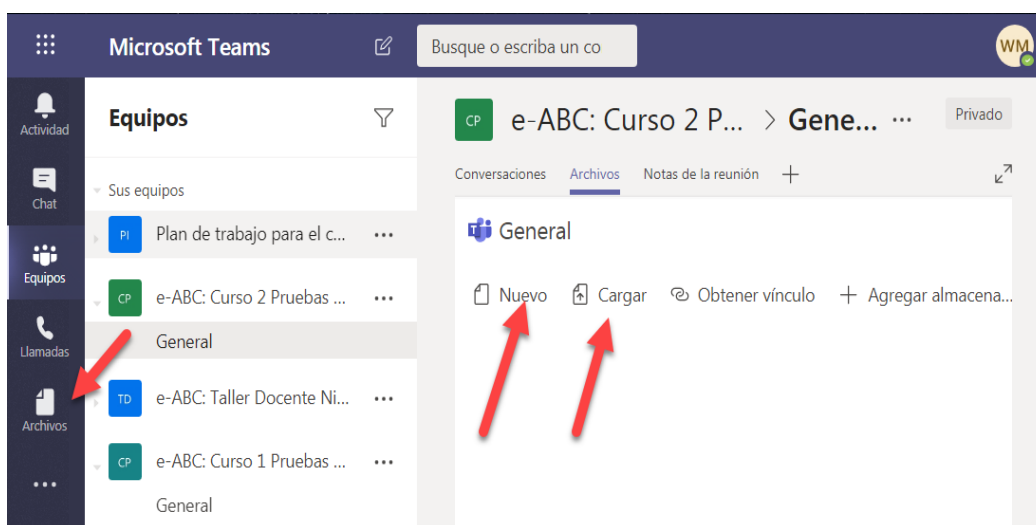 Microsoft Teams
Busque o escriba un co
WM
Actividad
Chat
Equipos
Llamadas
Archivos
...
Equipos
Sus equipos
PI Plan de trabajo para el c... ...
CP e-ABC: Curso 2 Pruebas ... ...
General
TD e-ABC: Taller Docente Ni... ...
CP e-ABC: Curso 1 Pruebas ... ...
General
CP e-ABC: Curso 2 P... > Gene... ... Privado
Conversaciones Archivos Notas de la reunión +
General
Nuevo Cargar Obtener vínculo + Agregar almacena...